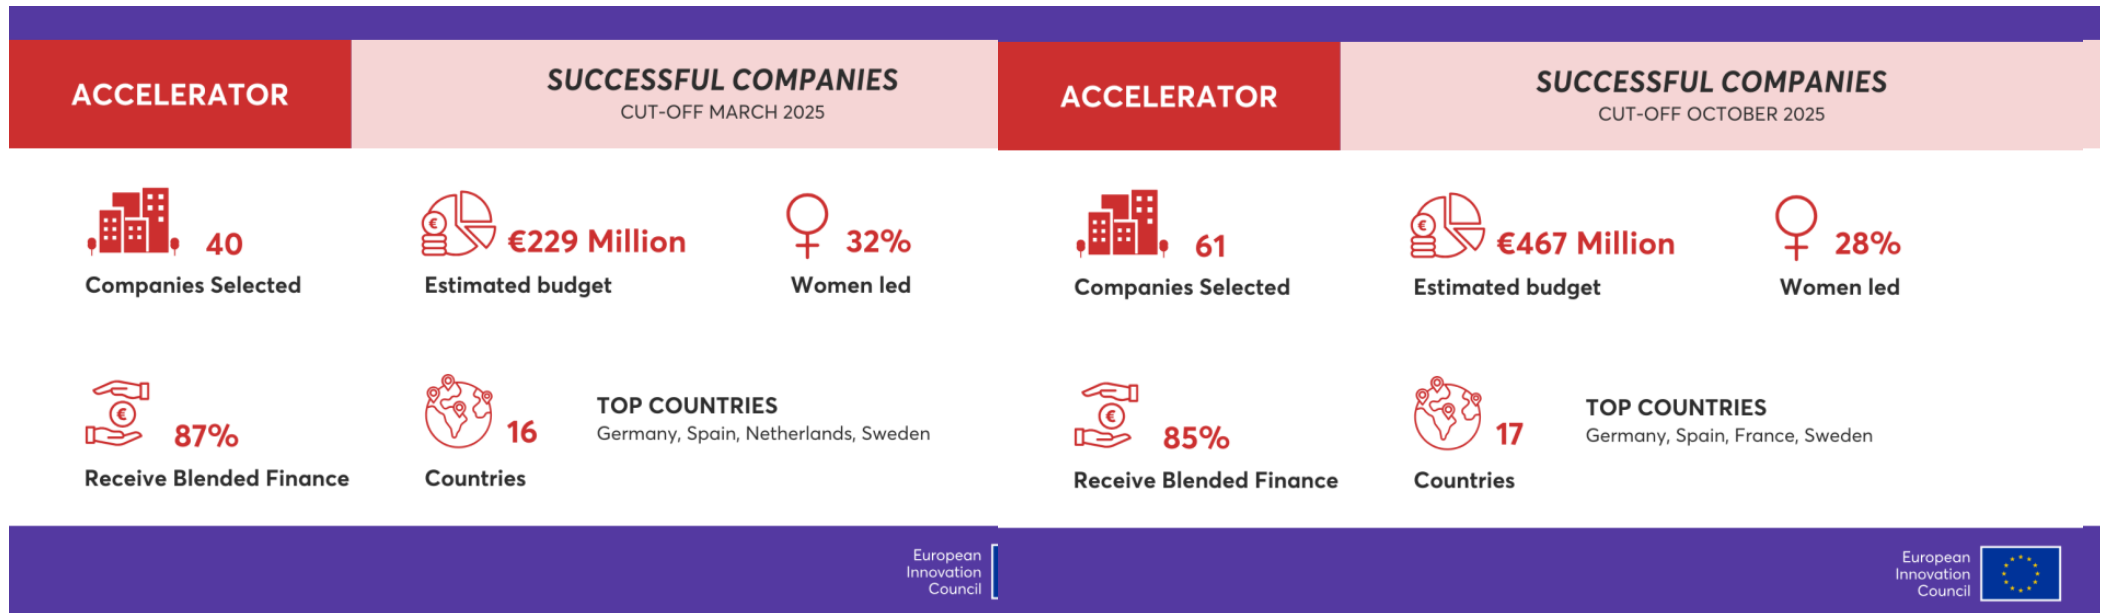 ACCELERATOR
SUCCESSFUL COMPANIES
CUT-OFF MARCH 2025
40
Companies Selected
€229 Million
Estimated budget
32%
Women led
87%
Receive Blended Finance
16
Countries
TOP COUNTRIES
Germany, Spain, Netherlands, Sweden
European
Innovation
Council
ACCELERATOR
SUCCESSFUL COMPANIES
CUT-OFF OCTOBER 2025
61
Companies Selected
€467 Million
Estimated budget
28%
Women led
85%
Receive Blended Finance
17
Countries
TOP COUNTRIES
Germany, Spain, France, Sweden
European
Innovation
Council